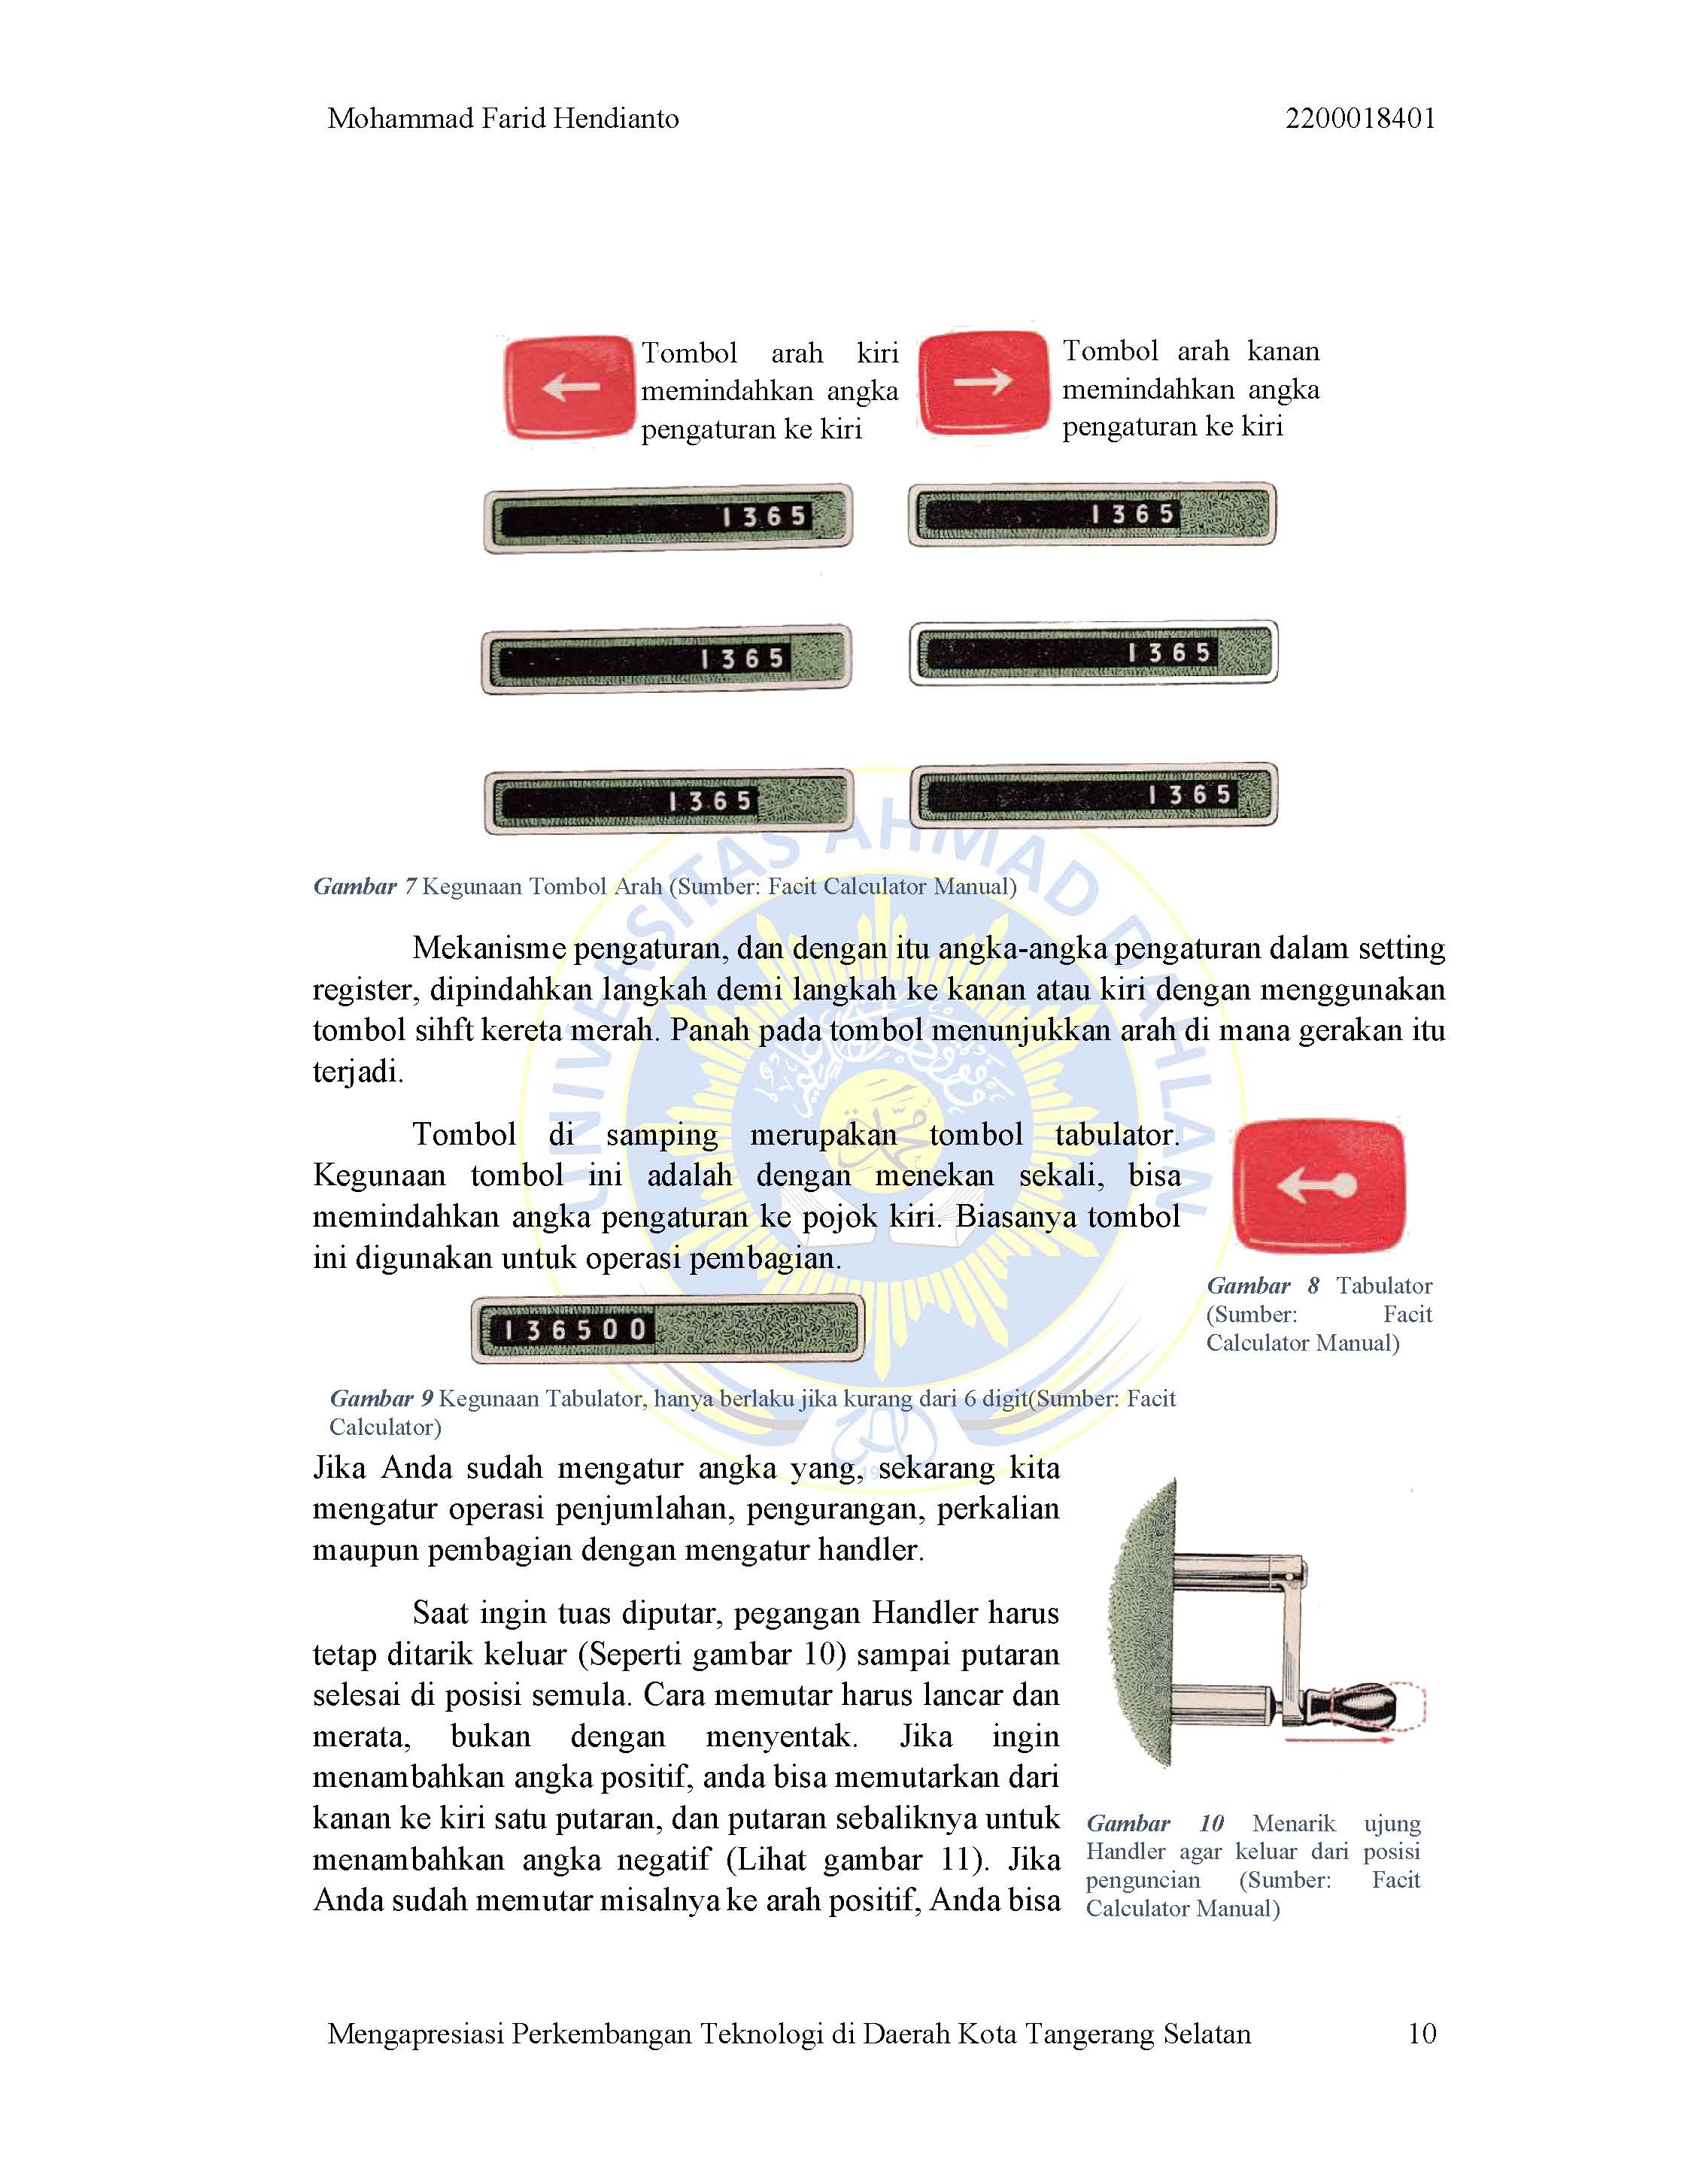 Mohammad Farid Hendianto 2200018401
Tombol arah kiri
memindahkan angka
pengaturan ke kiri
Tombol arah kanan
memindahkan angka
pengaturan ke kiri
1365
1365
1365
1365
1365
1365
Gambar 7 Kegunaan Tombol Arah (Sumber: Facit Calculator Manual)
Mekanisme pengaturan, dan dengan itu angka-angka pengaturan dalam setting
register, dipindahkan langkah demi langkah ke kanan atau kiri dengan menggunakan
tombol sihft kereta merah. Panah pada tombol menunjukkan arah di mana gerakan itu
terjadi.
Tombol di samping merupakan tombol tabulator.
Kegunaan tombol ini adalah dengan menekan sekali, bisa
memindahkan angka pengaturan ke pojok kiri. Biasanya tombol
ini digunakan untuk operasi pembagian.
Gambar 8 Tabulator
(Sumber: Facit
Calculator Manual)
136500
Gambar 9 Kegunaan Tabulator, hanya berlaku jika kurang dari 6 digit(Sumber: Facit
Calculator)
Jika Anda sudah mengatur angka yang, sekarang kita
mengatur operasi penjumlahan, pengurangan, perkalian
maupun pembagian dengan mengatur handler.
Saat ingin tuas diputar, pegangan Handler harus
tetap ditarik keluar (Seperti gambar 10) sampai putaran
selesai di posisi semula. Cara memutar harus lancar dan
merata, bukan dengan menyentak. Jika ingin
menambahkan angka positif, anda bisa memutarkan dari
kanan ke kiri satu putaran, dan putaran sebaliknya untuk
menambahkan angka negatif (Lihat gambar 11). Jika
Anda sudah memutar misalnya ke arah positif, Anda bisa
Gambar 10 Menarik ujung
Handler agar keluar dari posisi
penguncian (Sumber: Facit
Calculator Manual)
UNIVERSITAS AHMAD DAHLAN
Mengapresiasi Perkembangan Teknologi di Daerah Kota Tangerang Selatan 10